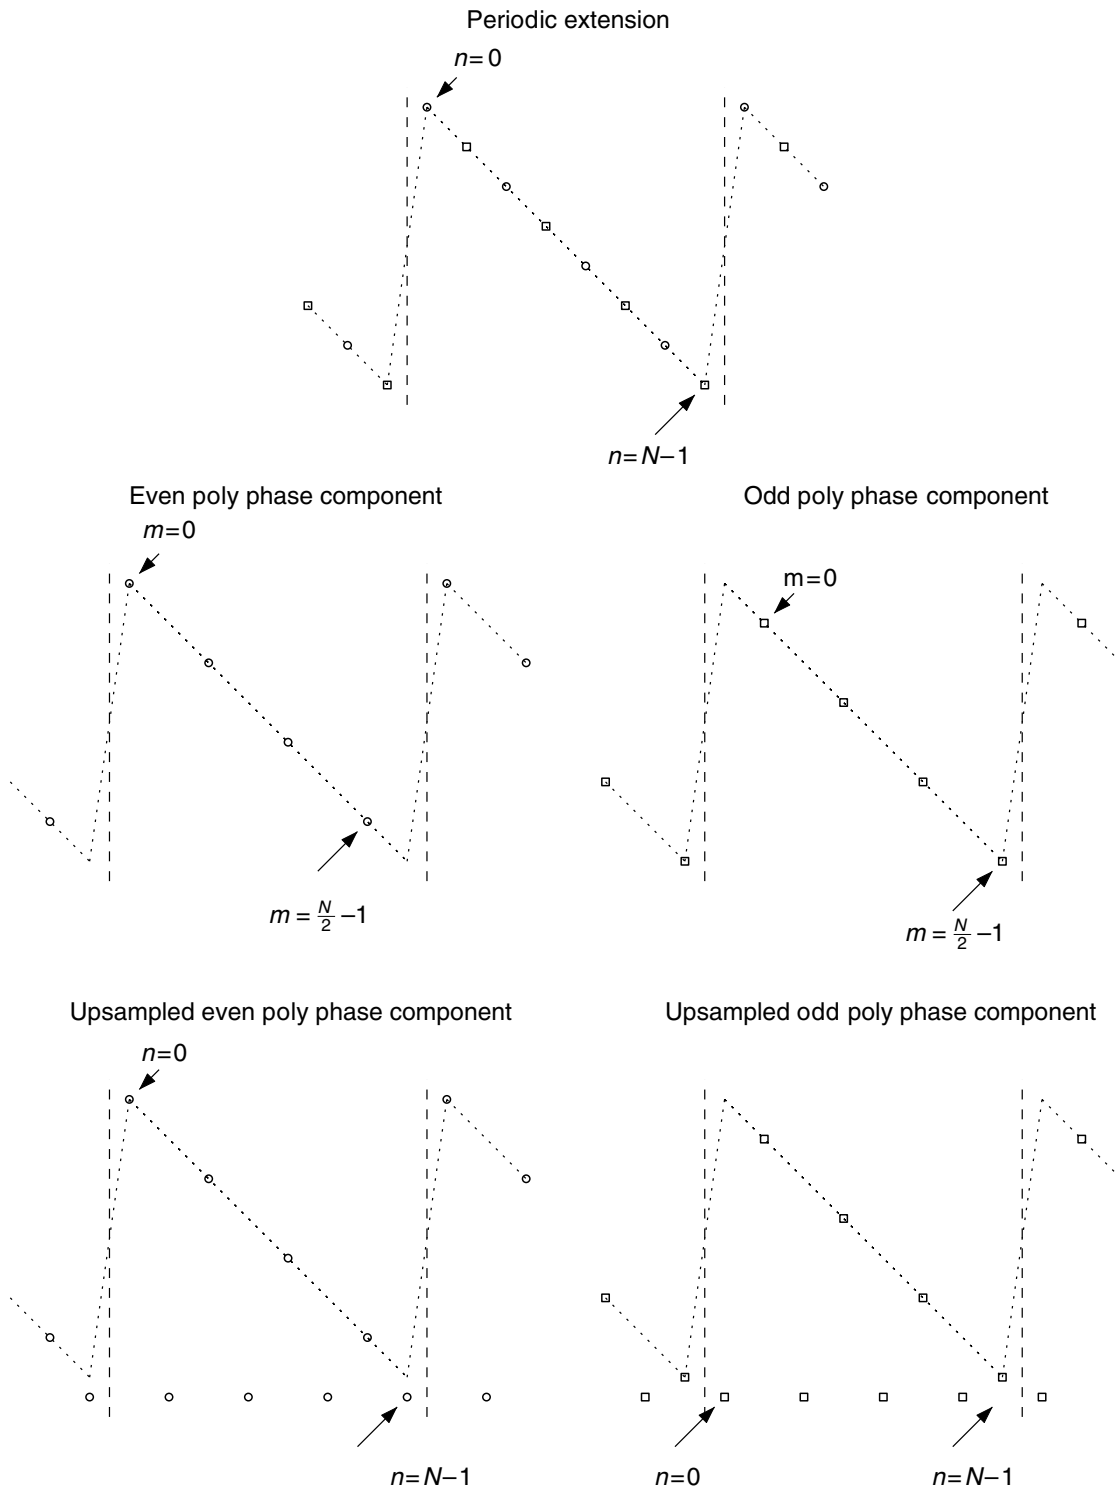 Periodic extension
n=0
n=N−1
Even poly phase component
Odd poly phase component
m=0
m=0
m = N/2 −1
m = N/2 −1
Upsampled even poly phase component
Upsampled odd poly phase component
n=0
n=N−1
n=0
n=N−1